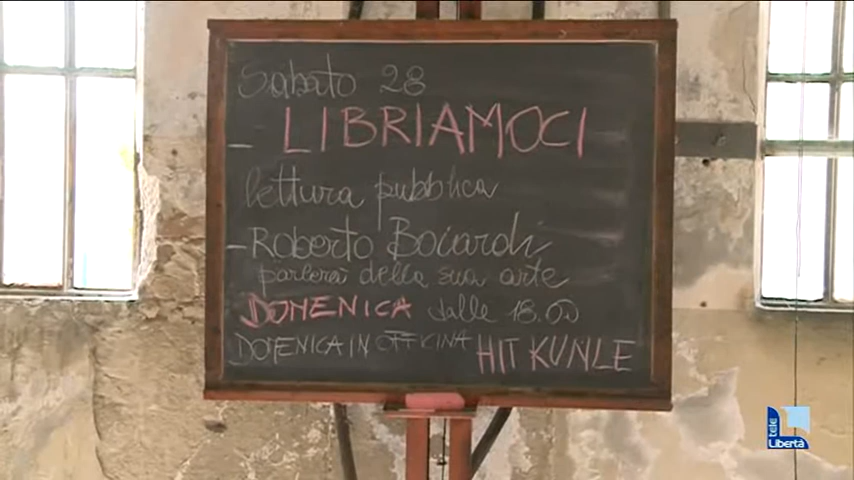 Sabato 28
- LIBRIAMOCI
lettura pubblica
- Roberto Boiardi
parlerà della sua arte
DOMENICA dalle 18.00
DOMENICA IN OFFICINA HIT KUNLE
tele
Libertà